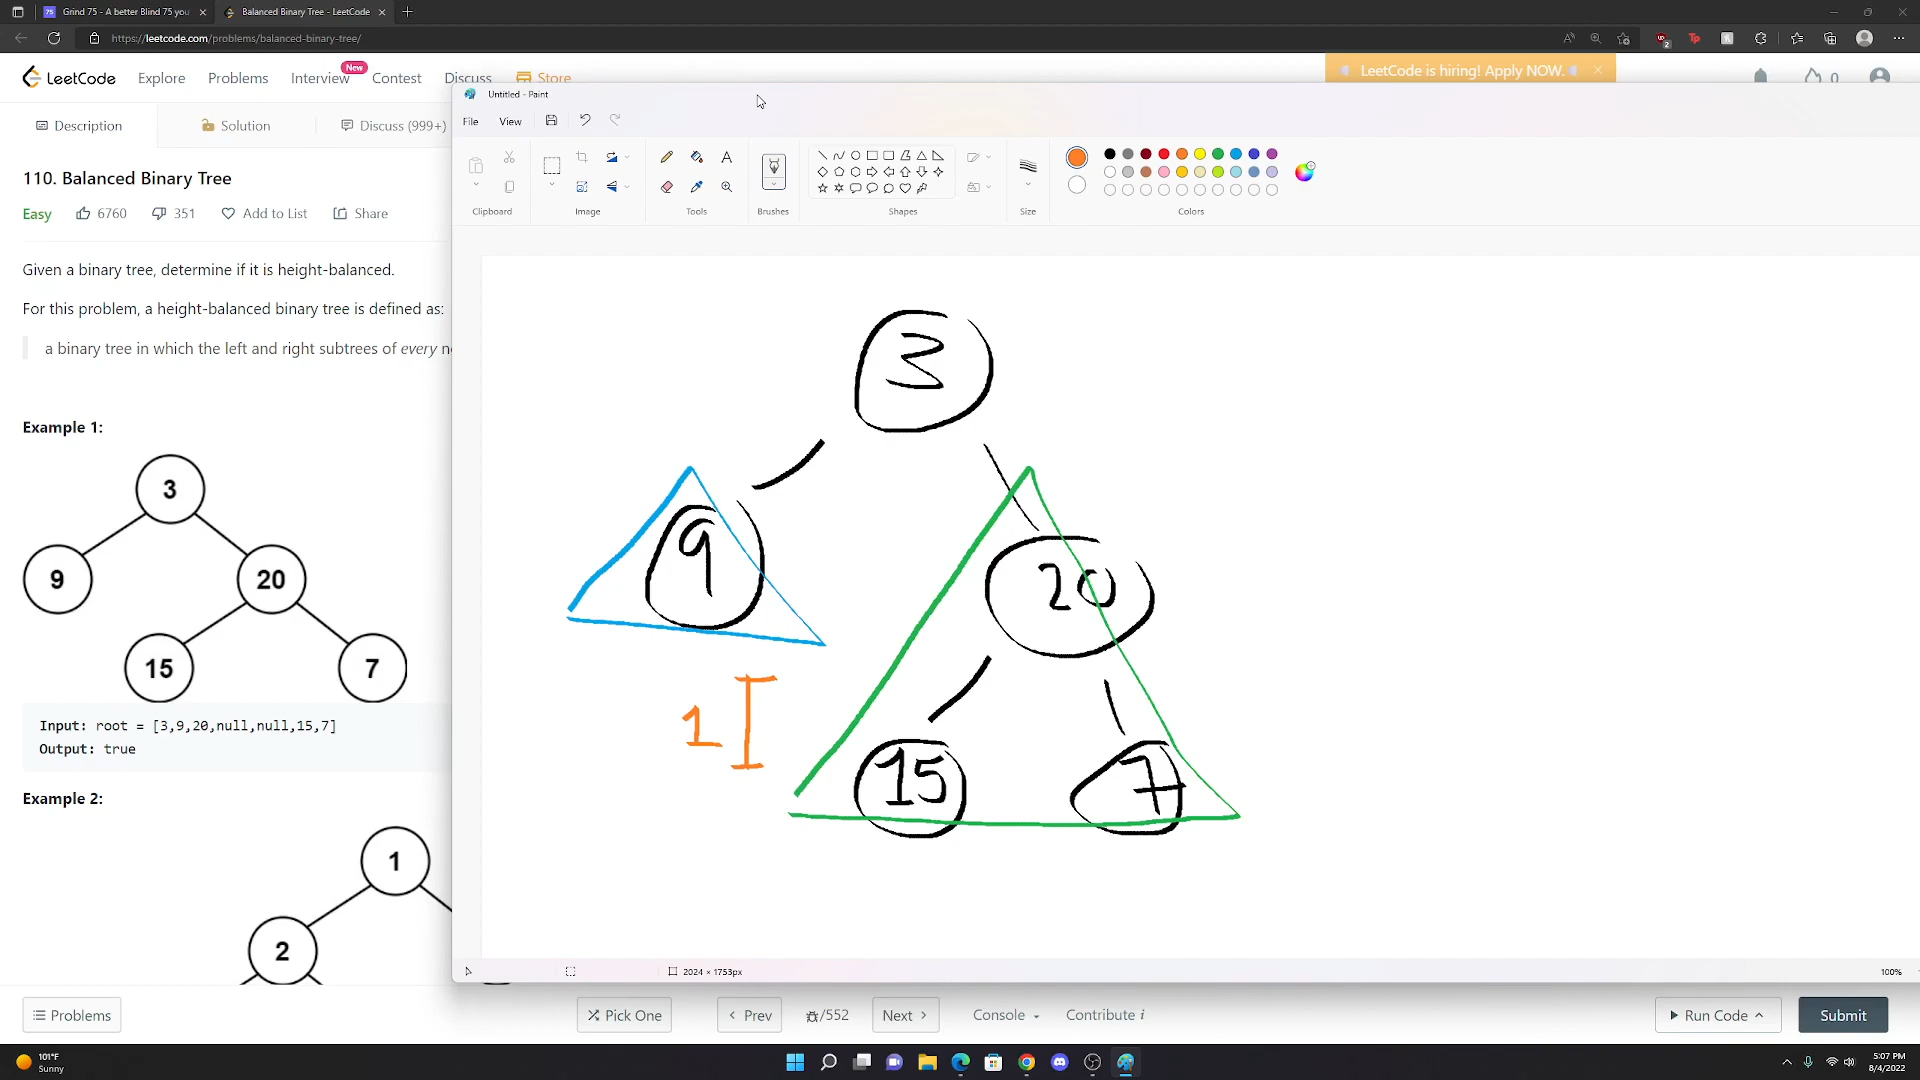 Grind 75 - A better Blind 75 you
Balanced Binary Tree - LeetCode
https://leetcode.com/problems/balanced-binary-tree/
LeetCode
Explore
Problems
Interview
New
Contest
Discuss
Store
LeetCode is hiring! Apply NOW.
0
Description
Solution
Discuss (999+)
110. Balanced Binary Tree
Easy
6760
351
Add to List
Share
Given a binary tree, determine if it is height-balanced.
For this problem, a height-balanced binary tree is defined as:
a binary tree in which the left and right subtrees of every
Example 1:
3
9
20
15
7
Input: root = [3,9,20,null,null,15,7]
Output: true
Example 2:
1
2
Untitled - Paint
File
View
Clipboard
Image
Tools
Brushes
Shapes
Size
Colors
3
9
20
1
15
7
2024 × 1753px
100%
Problems
Pick One
Prev
/552
Next
Console
Contribute i
Run Code
Submit
101°F
Sunny
5:07 PM
8/4/2022